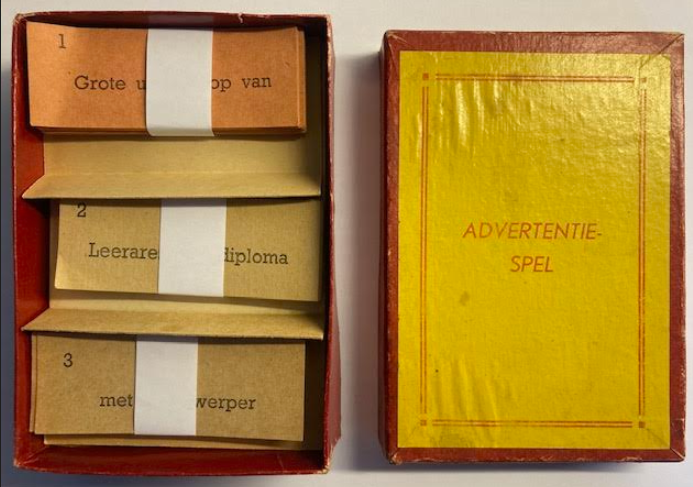 1
Grote u op van
2
Leerare diploma
3
met werper
ADVERTENTIE-
SPEL